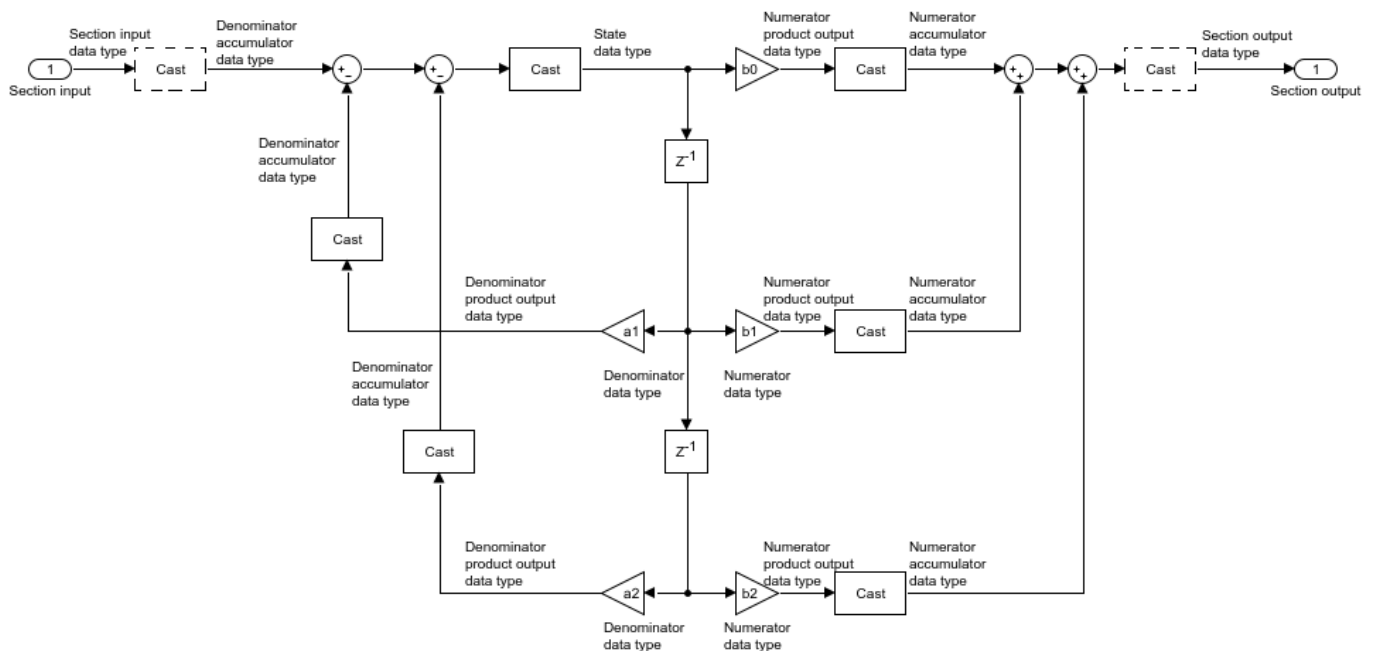 Section input
data type
Denominator
accumulator
data type
State
data type
Numerator
product output
data type
Numerator
accumulator
data type
Section output
data type
1
Cast
+
−
+
−
Cast
b0
Cast
+
+
+
+
Cast
1
Section input
Section output
Denominator
accumulator
data type
Z-1
Cast
Denominator
product output
data type
Numerator
product output
data type
Numerator
accumulator
data type
a1
b1
Cast
Denominator
accumulator
data type
Denominator
data type
Numerator
data type
Cast
Z-1
Denominator
product output
data type
Numerator
product output
data type
Numerator
accumulator
data type
a2
b2
Cast
Denominator
data type
Numerator
data type